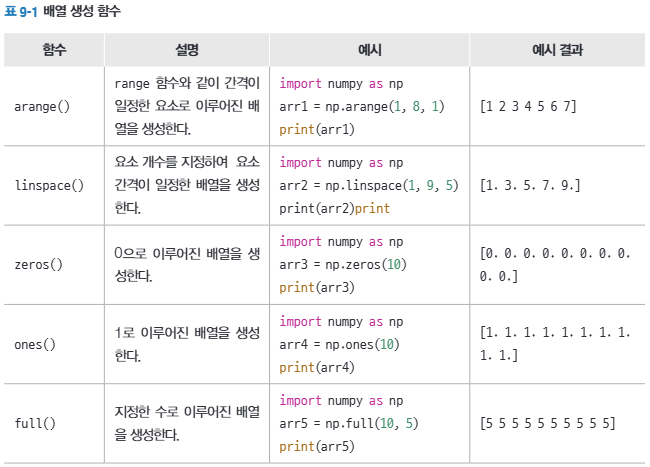 표 9-1 배열 생성 함수
함수 설명 예시 예시 결과
arange()
range 함수와 같이 간격이
일정한 요소로 이루어진 배
열을 생성한다.
import numpy as np
arr1 = np.arange(1, 8, 1)
print(arr1)
[1 2 3 4 5 6 7]
linspace()
요소 개수를 지정하여 요소
간격이 일정한 배열을 생성
한다.
import numpy as np
arr2 = np.linspace(1, 9, 5)
print(arr2)print
[1. 3. 5. 7. 9.]
zeros()
0으로 이루어진 배열을 생
성한다.
import numpy as np
arr3 = np.zeros(10)
print(arr3)
[0. 0. 0. 0. 0. 0. 0. 0.
0. 0.]
ones()
1로 이루어진 배열을 생성
한다.
import numpy as np
arr4 = np.ones(10)
print(arr4)
[1. 1. 1. 1. 1. 1. 1. 1.
1. 1.]
full()
지정한 수로 이루어진 배열
을 생성한다.
import numpy as np
arr5 = np.full(10, 5)
print(arr5)
[5 5 5 5 5 5 5 5 5 5]